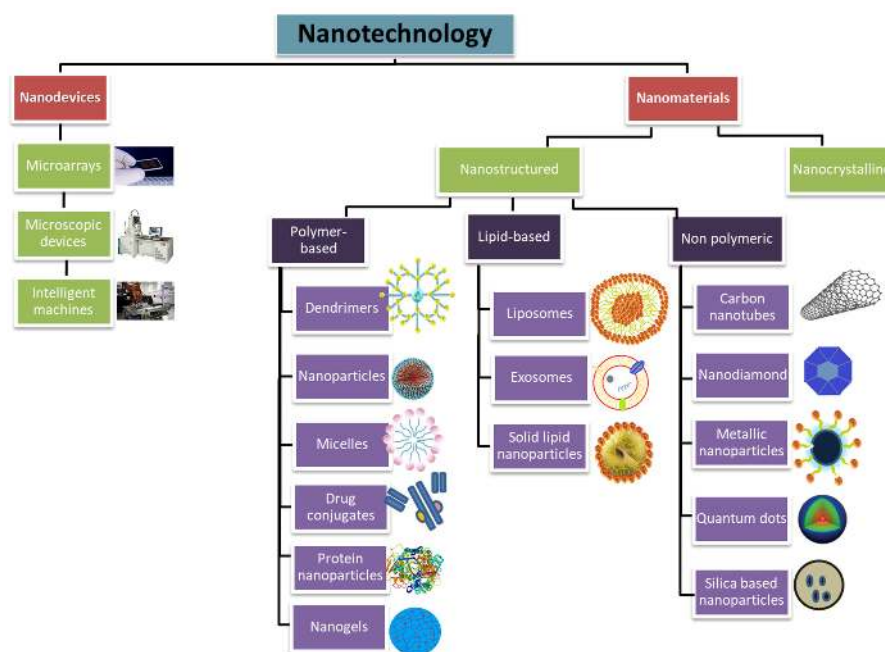 Nanotechnology
Nanodevices
Nanomaterials
Microarrays
Nanostructured
Nanocrystalline
Microscopic
devices
Polymer-
based
Lipid-based
Non polymeric
Intelligent
machines
Dendrimers
Liposomes
Carbon
nanotubes
Nanoparticles
Exosomes
Nanodiamond
Micelles
Solid lipid
nanoparticles
Metallic
nanoparticles
Drug
conjugates
Quantum dots
Protein
nanoparticles
Silica based
nanoparticles
Nanogels